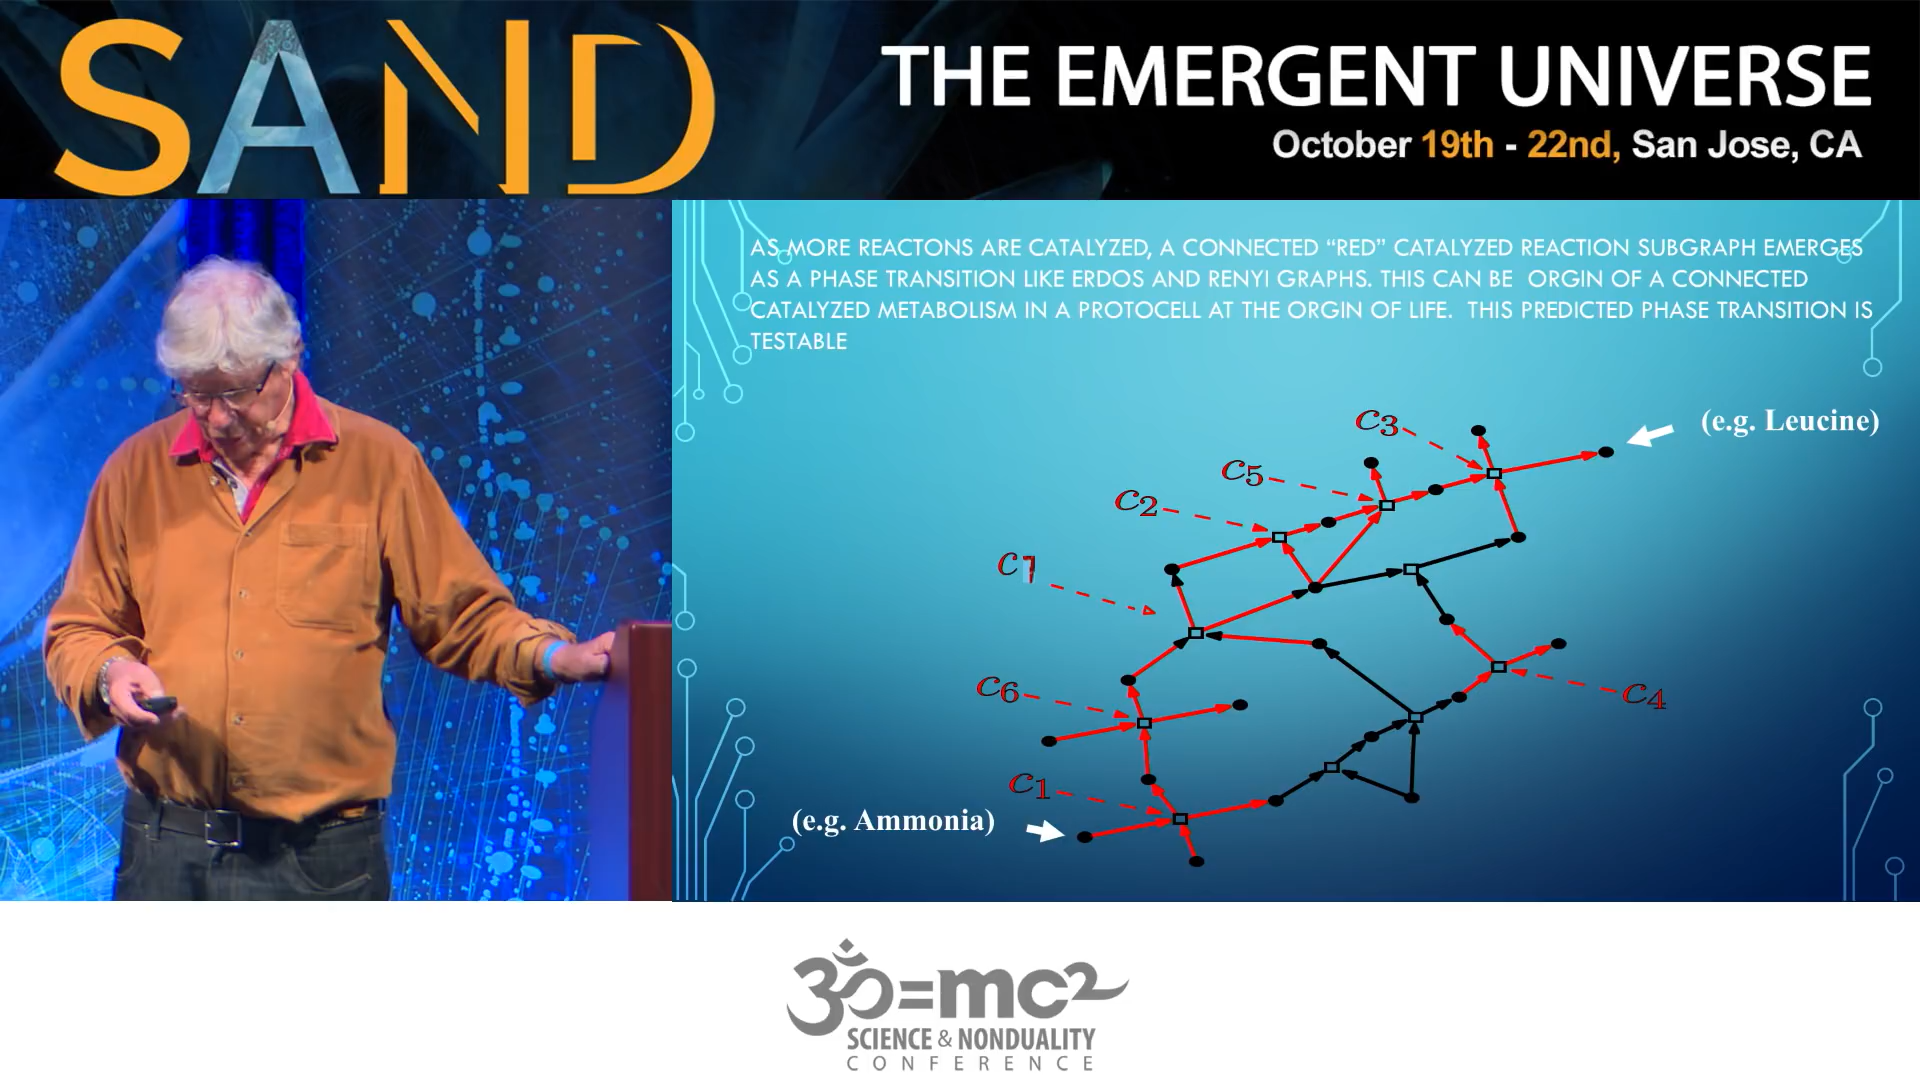 SAND
THE EMERGENT UNIVERSE
October 19th - 22nd, San Jose, CA
AS MORE REACTONS ARE CATALYZED, A CONNECTED “RED” CATALYZED REACTION SUBGRAPH EMERGES
AS A PHASE TRANSITION LIKE ERDOS AND RENYI GRAPHS. THIS CAN BE ORGIN OF A CONNECTED
CATALYZED METABOLISM IN A PROTOCELL AT THE ORGIN OF LIFE. THIS PREDICTED PHASE TRANSITION IS
TESTABLE
c3
(e.g. Leucine)
c5
c2
c7
c6
c4
c1
(e.g. Ammonia)
ॐ=mc2
SCIENCE & NONDUALITY
CONFERENCE